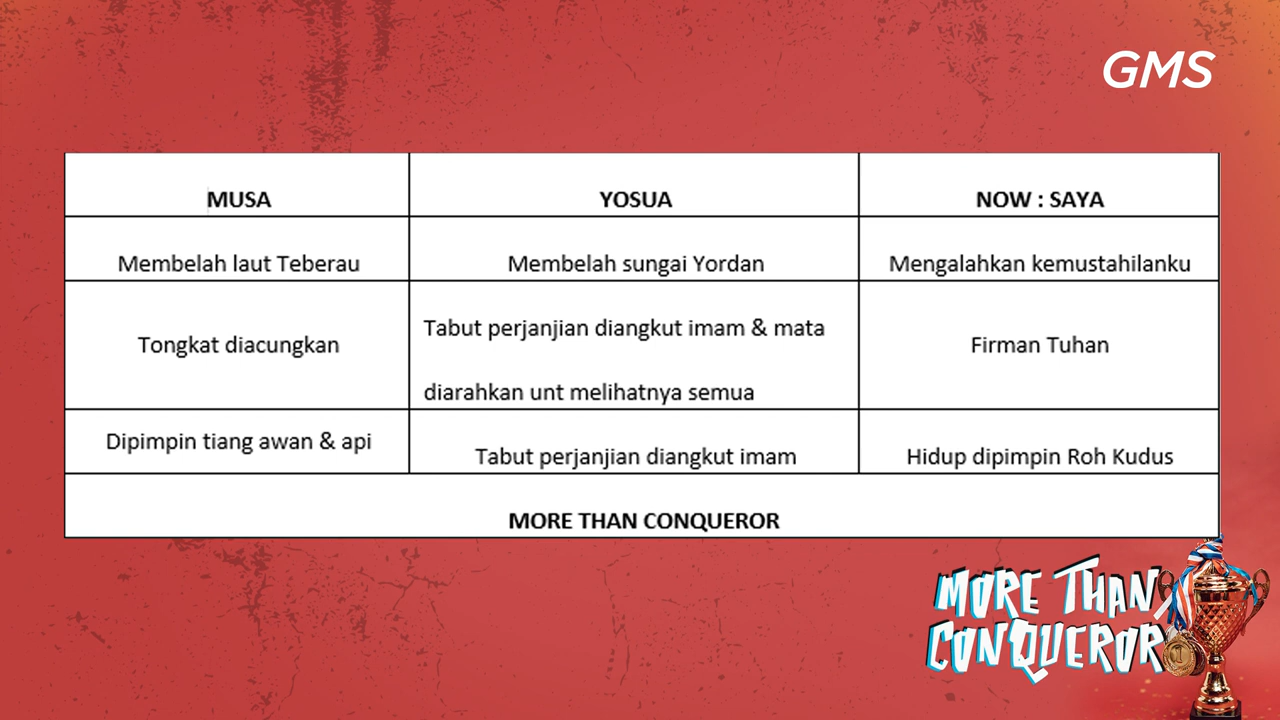 GMS
MUSA
YOSUA
NOW : SAYA
Membelah laut Teberau
Membelah sungai Yordan
Mengalahkan kemustahilanku
Tongkat diacungkan
Tabut perjanjian diangkut imam & mata
diarahkan unt melihatnya semua
Firman Tuhan
Dipimpin tiang awan & api
Tabut perjanjian diangkut imam
Hidup dipimpin Roh Kudus
MORE THAN CONQUEROR
MORE THAN
CONQUEROR
1